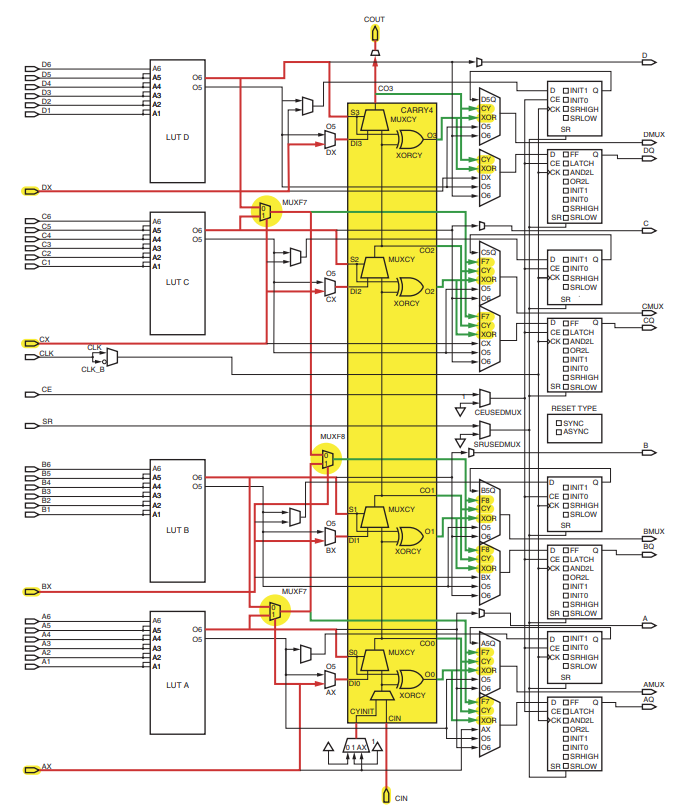 COUT
D6
D5
D4
D3
D2
D1
A6
A5
A4
A3
A2
A1
O6
O5
LUT D
DX
CO3
CARRY4
S3
MUXCY
O5
DX
DI3
XORCY
O3
D5Q
CY
XOR
O5
O6
CY
XOR
DX
O5
O6
D
CE
CK
INIT1
Q
INIT0
SRHIGH
SRLOW
SR
D
CE
CK
FF
Q
LATCH
AND2L
OR2L
INIT1
INIT0
SRHIGH
SR
SRLOW
D
DMUX
DQ
MUXF7
0
1
C6
C5
C4
C3
C2
C1
A6
A5
A4
A3
A2
A1
O6
O5
LUT C
CX
CO2
S2
MUXCY
O5
CX
DI2
XORCY
O2
C5Q
F7
CY
XOR
O5
O6
F7
CY
XOR
CX
O5
O6
D
CE
CK
INIT1
Q
INIT0
SRHIGH
SRLOW
SR
D
CE
CK
FF
Q
LATCH
AND2L
OR2L
INIT1
INIT0
SRHIGH
SR
SRLOW
C
CMUX
CQ
CLK
CLK
CLK_B
CE
1
CEUSEDMUX
SR
SRUSEDMUX
RESET TYPE
SYNC
ASYNC
MUXF8
0
1
B6
B5
B4
B3
B2
B1
A6
A5
A4
A3
A2
A1
O6
O5
LUT B
BX
CO1
S1
MUXCY
O5
BX
DI1
XORCY
O1
B5Q
F8
CY
XOR
O5
O6
F8
CY
XOR
BX
O5
O6
D
CE
CK
INIT1
Q
INIT0
SRHIGH
SRLOW
SR
D
CE
CK
FF
Q
LATCH
AND2L
OR2L
INIT1
INIT0
SRHIGH
SR
SRLOW
B
BMUX
BQ
MUXF7
0
1
A6
A5
A4
A3
A2
A1
A6
A5
A4
A3
A2
A1
O6
O5
LUT A
AX
CO0
S0
MUXCY
O5
AX
DI0
XORCY
O0
CYINIT
CIN
0 1 AX
1
CIN
A5Q
F7
CY
XOR
O5
O6
F7
CY
XOR
AX
O5
O6
D
CE
CK
INIT1
Q
INIT0
SRHIGH
SRLOW
SR
D
CE
CK
FF
Q
LATCH
AND2L
OR2L
INIT1
INIT0
SRHIGH
SR
SRLOW
A
AMUX
AQ